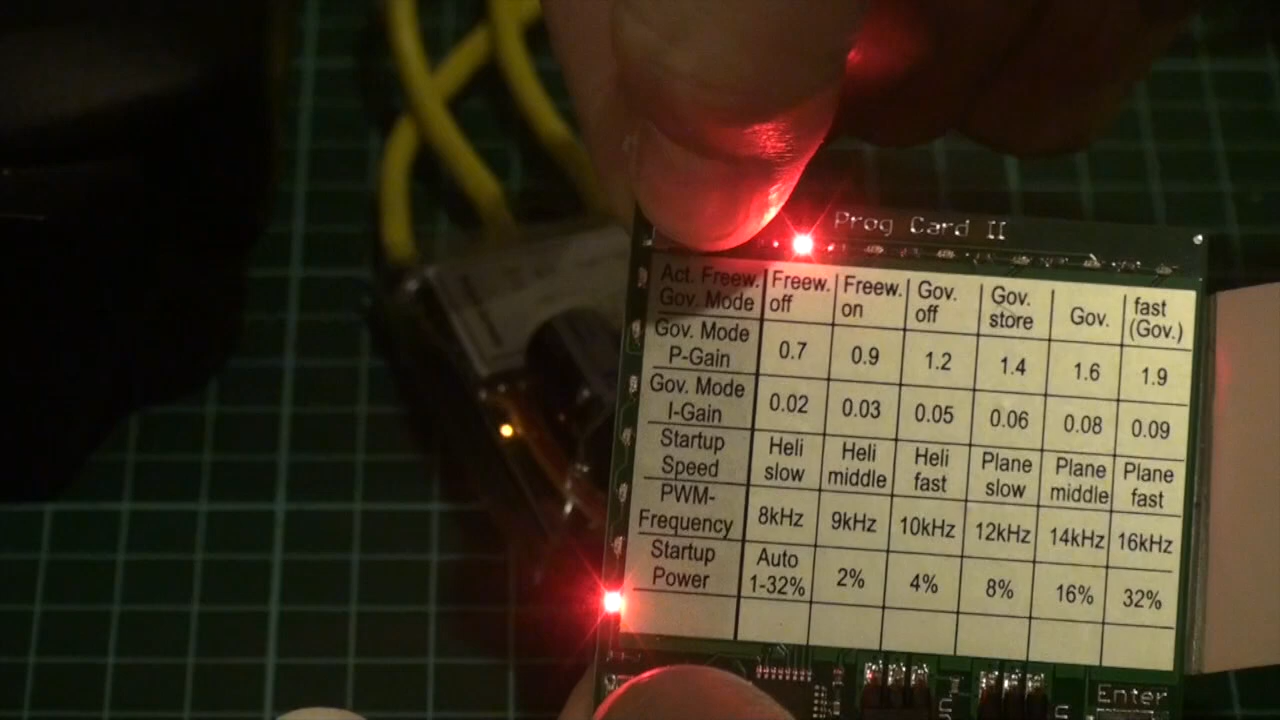 Prog Card II
Act. Freew. Gov. Mode Freew. off Freew. on Gov. off Gov. store Gov. fast (Gov.)
Gov. Mode P-Gain 0.7 0.9 1.2 1.4 1.6 1.9
Gov. Mode I-Gain 0.02 0.03 0.05 0.06 0.08 0.09
Startup Speed Heli slow Heli middle Heli fast Plane slow Plane middle Plane fast
PWM-Frequency 8kHz 9kHz 10kHz 12kHz 14kHz 16kHz
Startup Power Auto 1-32% 2% 4% 8% 16% 32%
Enter